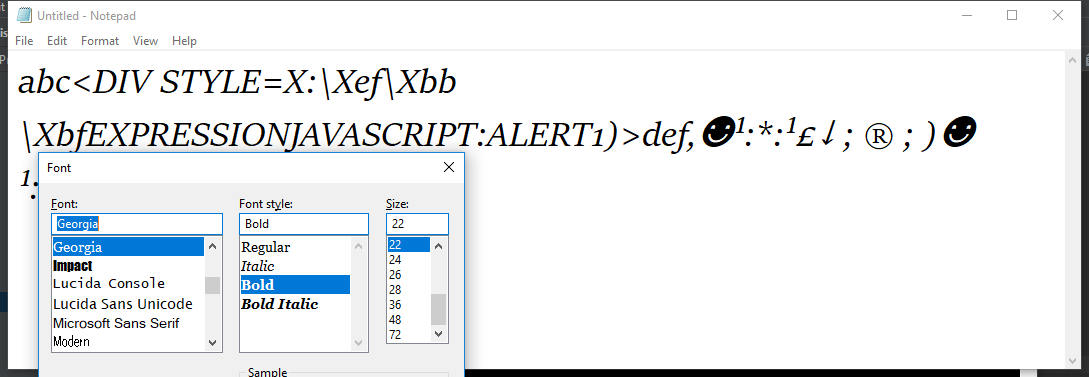 Untitled - Notepad
File Edit Format View Help
abc<DIV STYLE=X:\Xef\Xbb
\XbfEXPRESSIONJAVASCRIPT:ALERT1)>def,☻¹:*:¹£↓; ® ; )☻
Font
Font: Font style: Size:
Georgia Bold 22
Georgia Regular 22
Impact Italic 24
Lucida Console Bold 26
Lucida Sans Unicode Bold Italic 28
Microsoft Sans Serif 36
Modern 48
72
Sample